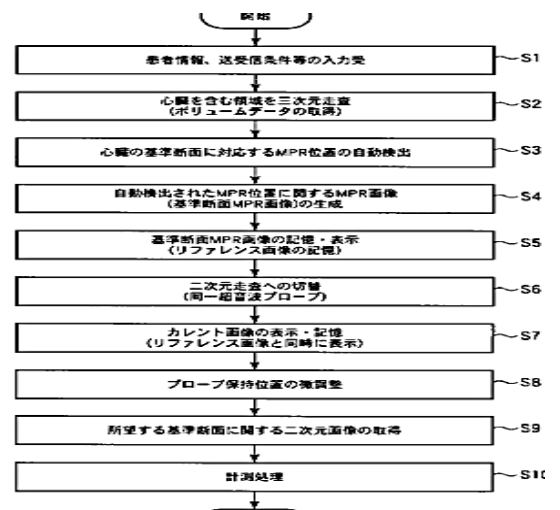 開始
患者情報、送受信条件等の入力受
S1
心臓を含む領域を三次元走査
(ボリュームデータの取得)
S2
心臓の基準断面に対応するMPR位置の自動検出
S3
自動検出されたMPR位置に関するMPR画像
(基準断面MPR画像)の生成
S4
基準断面MPR画像の記憶・表示
(リファレンス画像の記憶)
S5
二次元走査への切替
(同一超音波プローブ)
S6
カレント画像の表示・記憶
(リファレンス画像と同時に表示)
S7
プローブ保持位置の微調整
S8
所望する基準断面に関する二次元画像の取得
S9
計測処理
S10